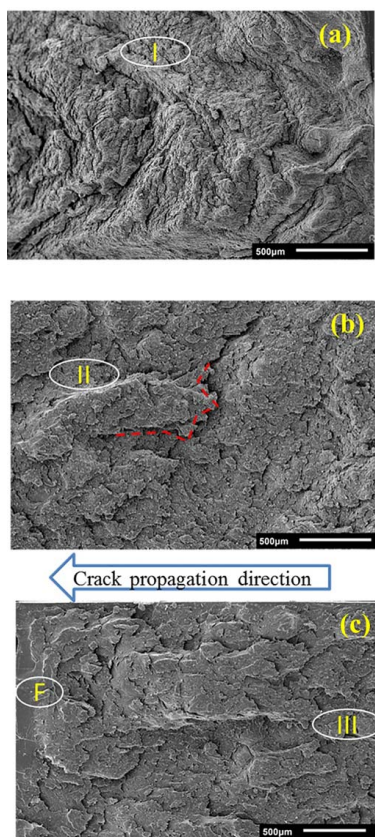 I
(a)
500μm
(b)
II
500μm
Crack propagation direction
(c)
F
III
500μm